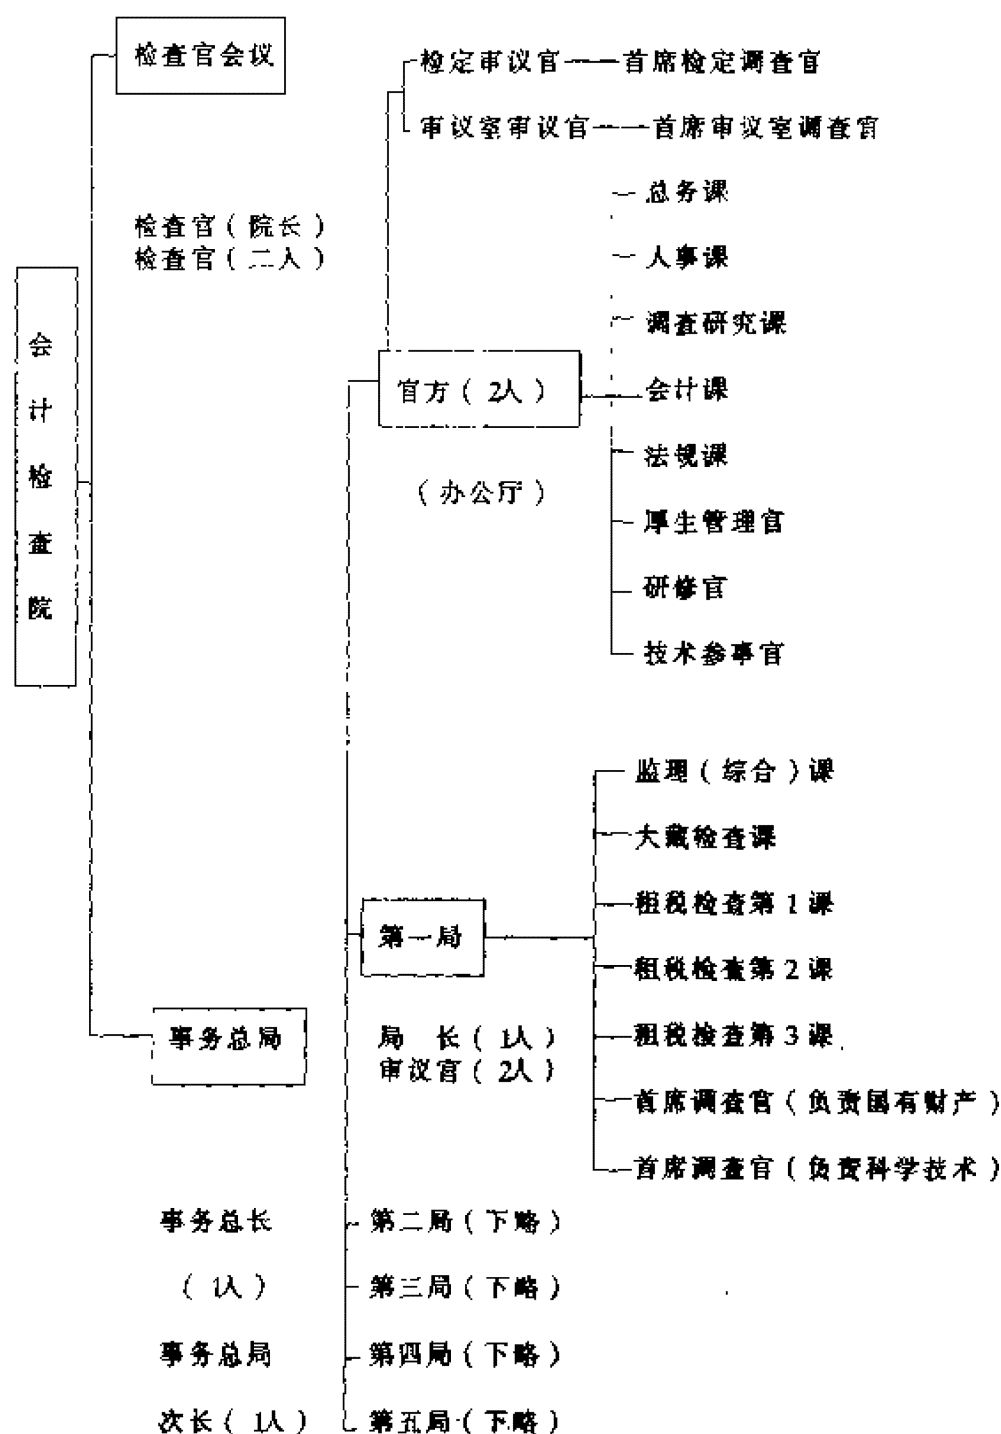 检查官会议
检定审议官——首席检定调查官
审议室审议官——首席审议室调查官
总务课
检查官(院长)
检查官(二人)
人事课
调查研究课
会计检查院
官方(2人)
会计课
法规课
(办公厅)
厚生管理官
研修官
技术参事官
监理(综合)课
大藏检查课
租税检查第1课
第一局
租税检查第2课
事务总局
局 长(1人)
审议官(2人)
租税检查第3课
首席调查官(负责国有财产)
首席调查官(负责科学技术)
事务总长
第二局(下略)
(1人)
第三局(下略)
事务总局
第四局(下略)
次长(1人)
第五局(下略)